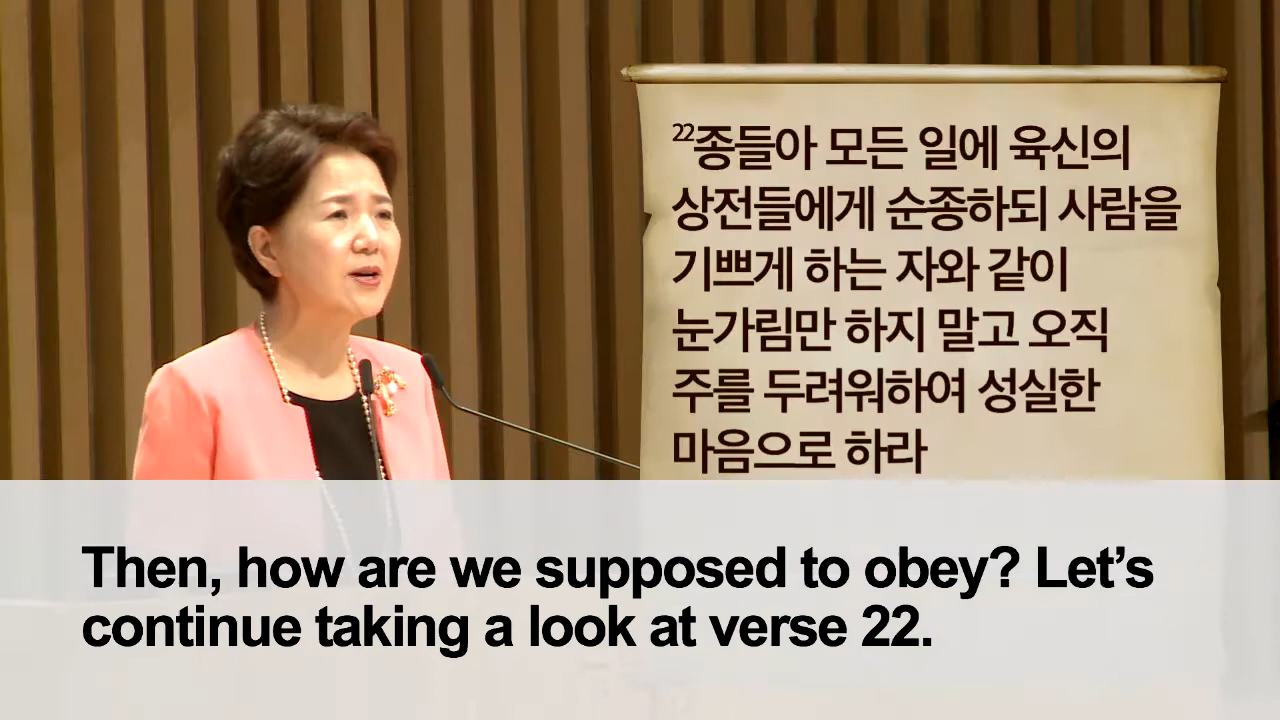 22종들아 모든 일에 육신의
상전들에게 순종하되 사람을
기쁘게 하는 자와 같이
눈가림만 하지 말고 오직
주를 두려워하여 성실한
마음으로 하라
Then, how are we supposed to obey? Let’s
continue taking a look at verse 22.